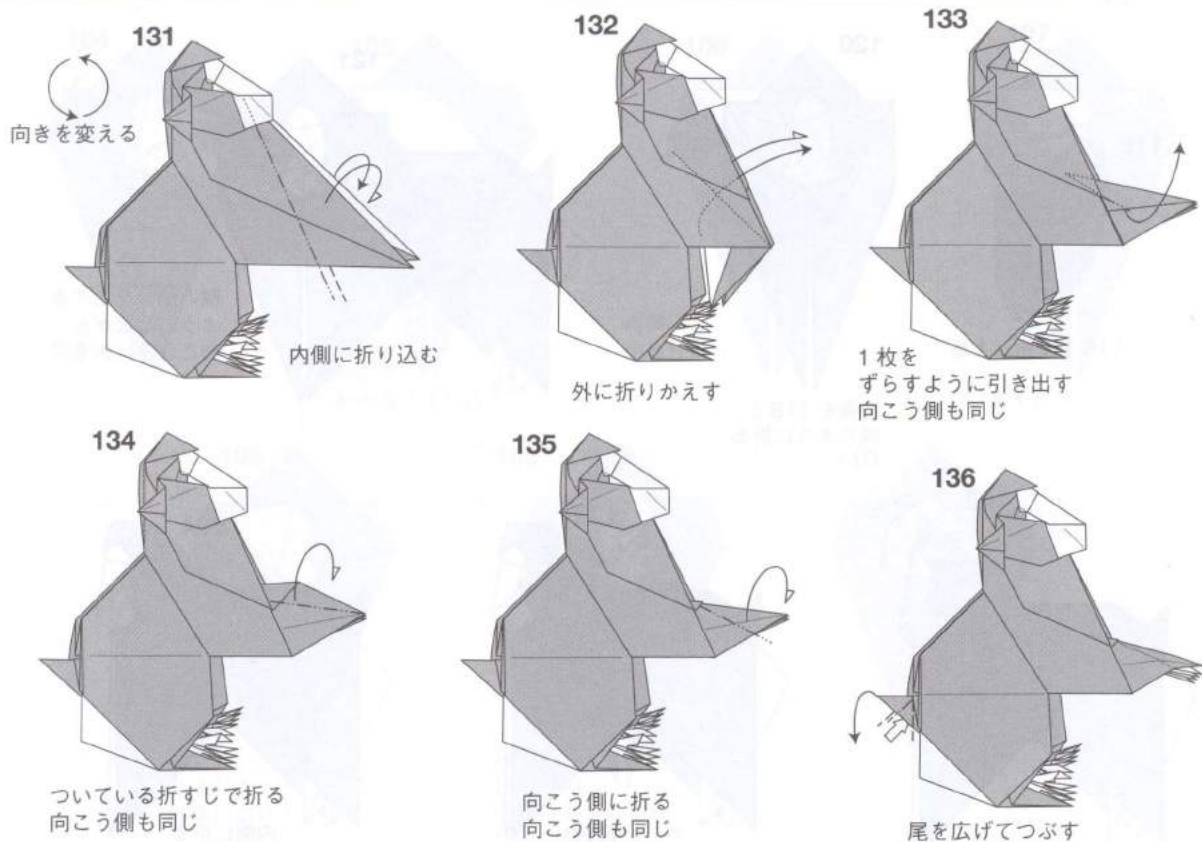 131
向きを変える
内側に折り込む
132
外に折りかえす
133
1枚を
ずらすように引き出す
向こう側も同じ
134
ついている折すじで折る
向こう側も同じ
135
向こう側に折る
向こう側も同じ
136
尾を広げてつぶす